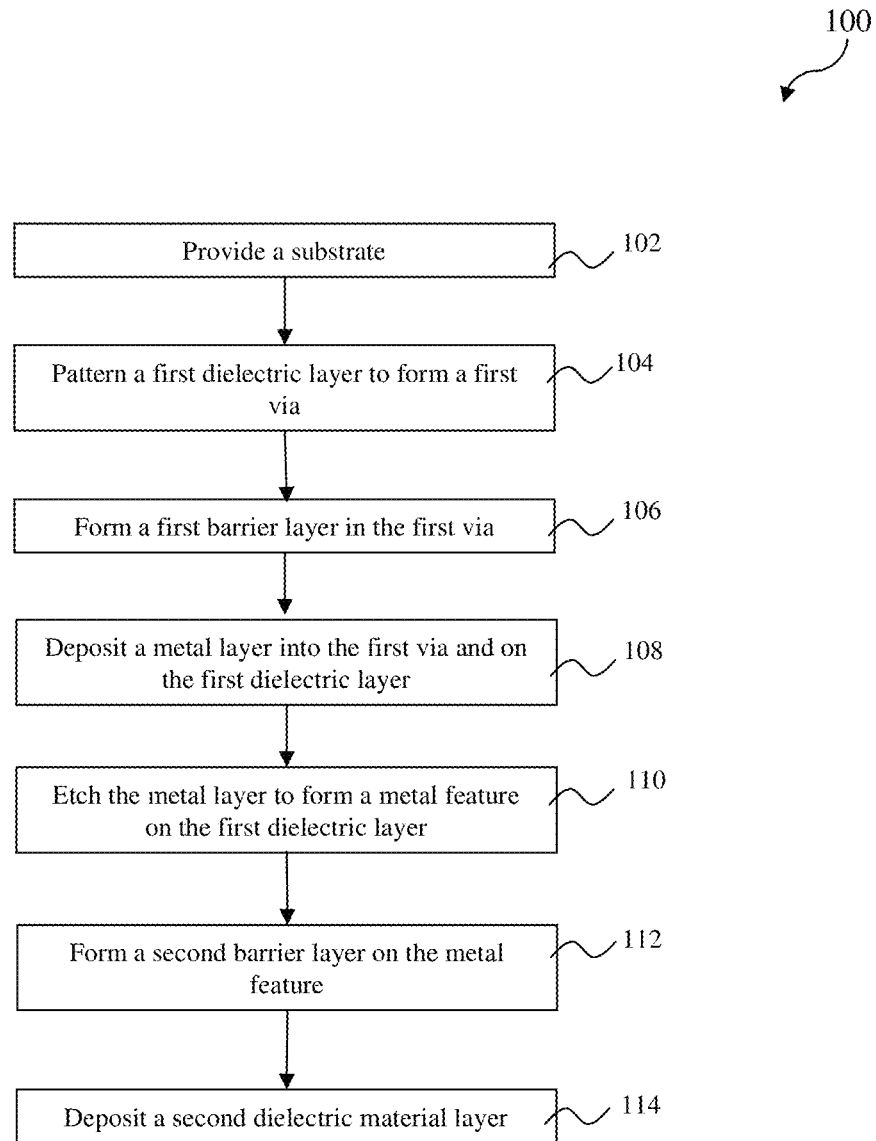 100
Provide a substrate
102
Pattern a first dielectric layer to form a first
via
104
Form a first barrier layer in the first via
106
Deposit a metal layer into the first via and on
the first dielectric layer
108
Etch the metal layer to form a metal feature
on the first dielectric layer
110
Form a second barrier layer on the metal
feature
112
Deposit a second dielectric material layer
114